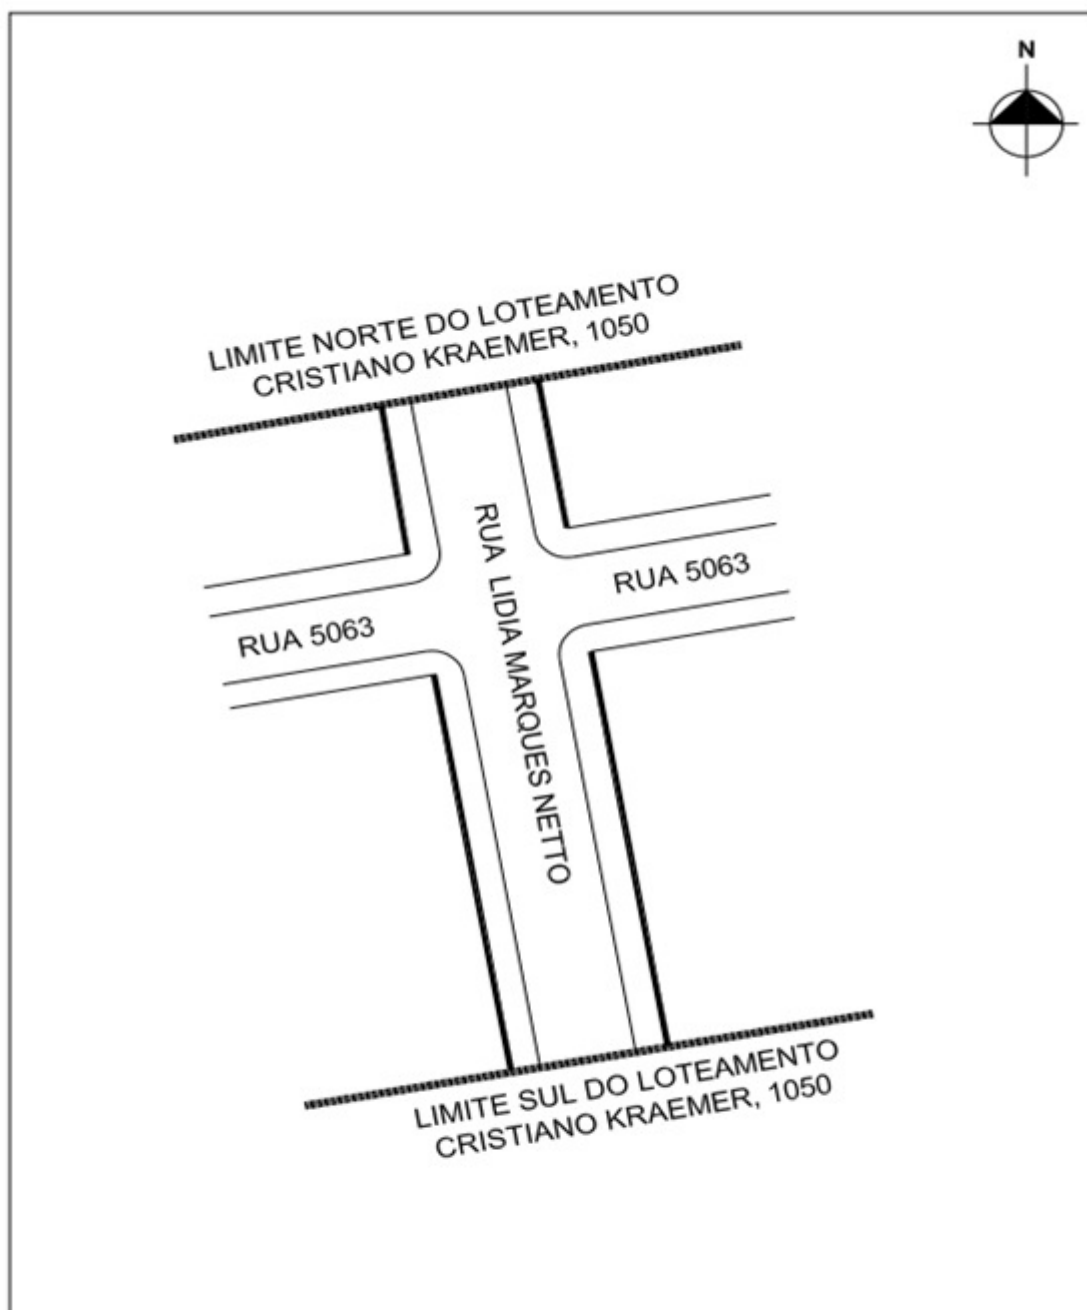 N
LIMITE NORTE DO LOTEAMENTO
CRISTIANO KRAEMER, 1050
RUA LIDIA MARQUES NETTO
RUA 5063
RUA 5063
LIMITE SUL DO LOTEAMENTO
CRISTIANO KRAEMER, 1050